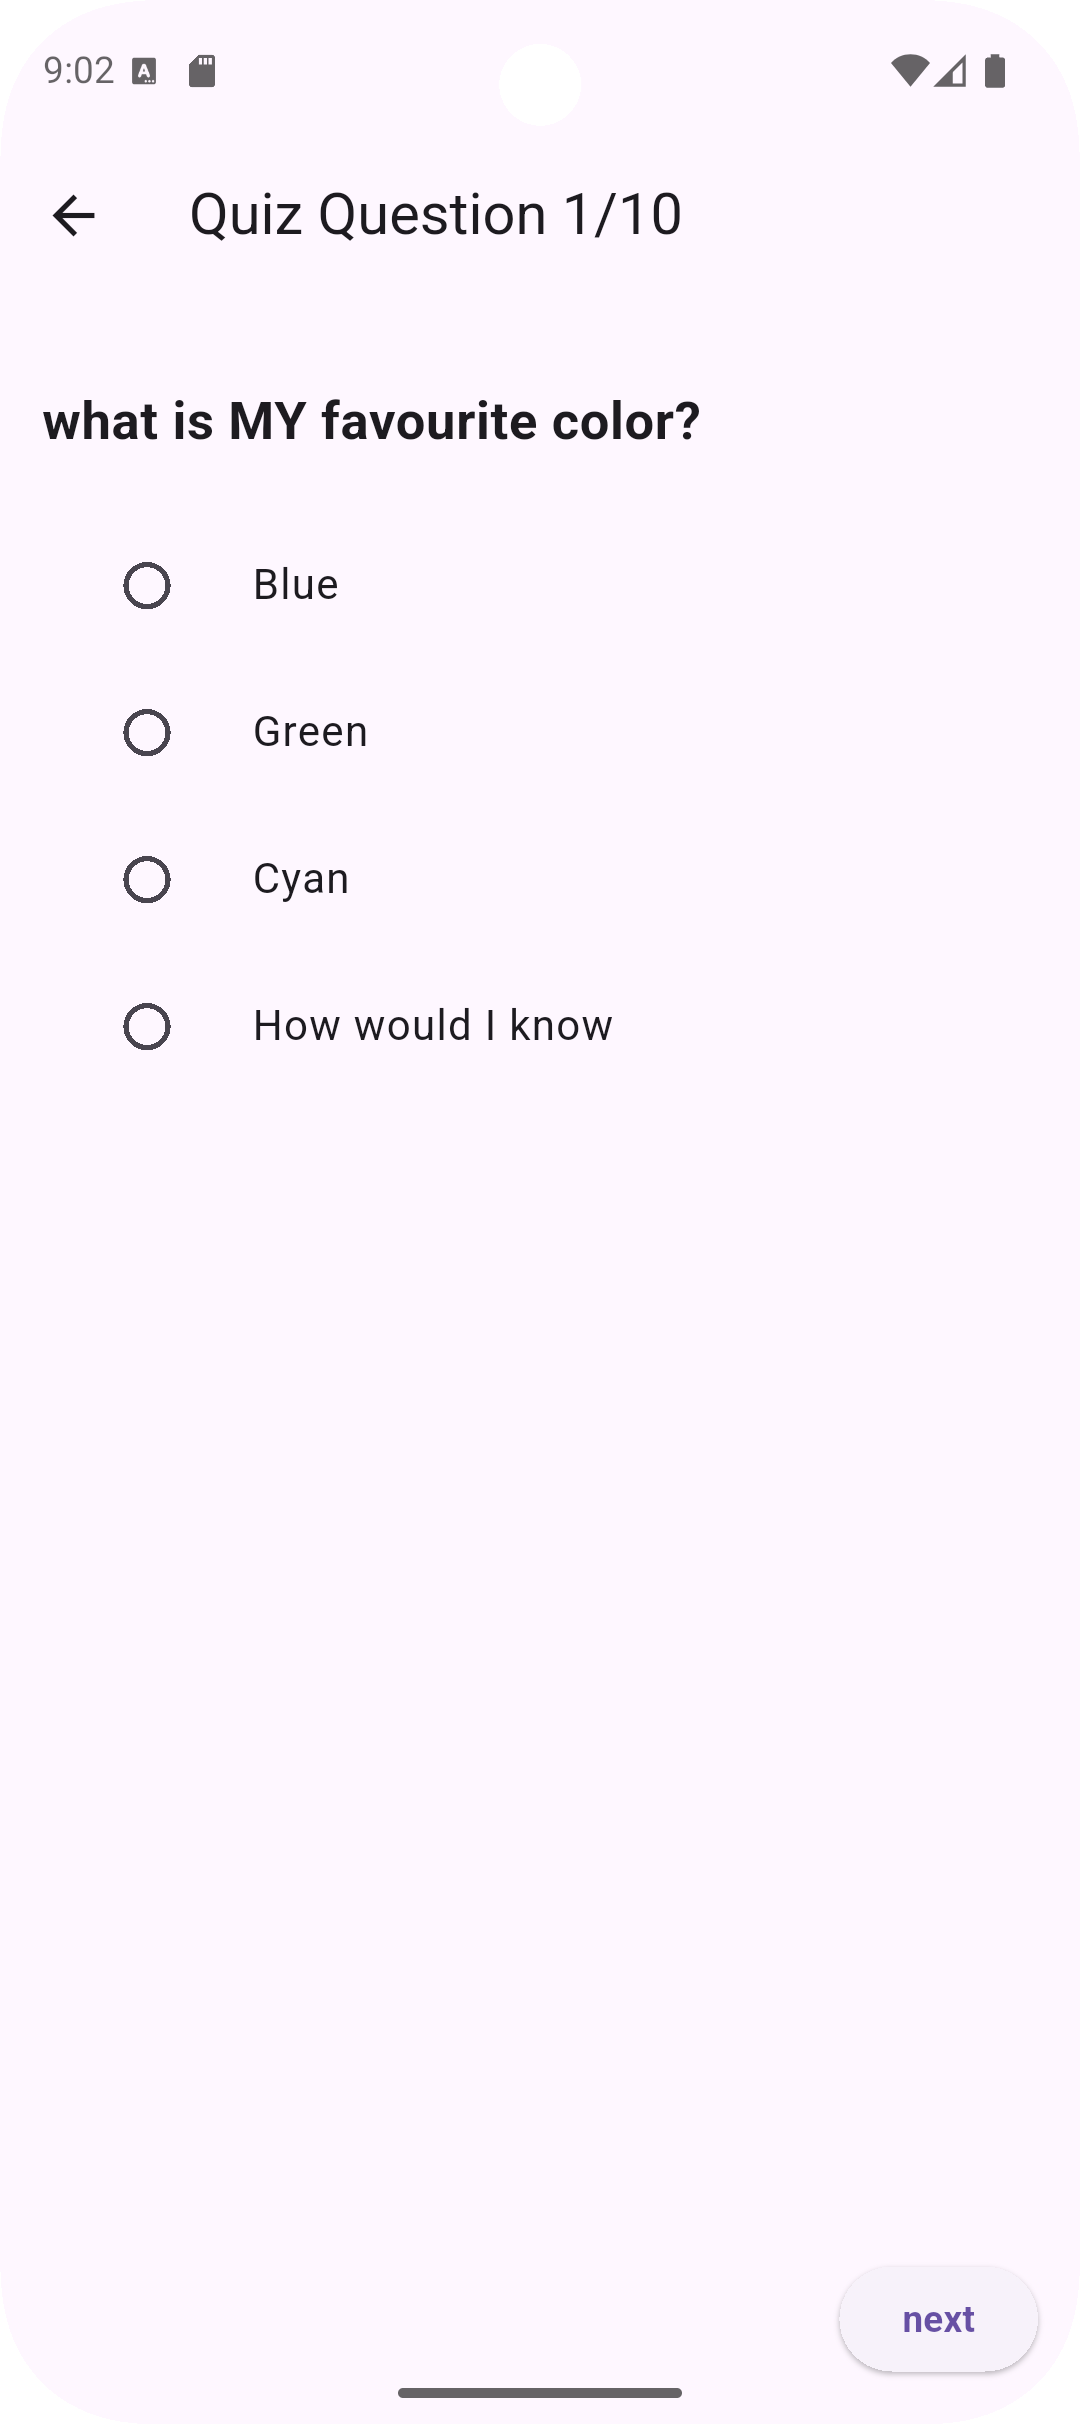 9:02
Quiz Question 1/10
what is MY favourite color?
Blue
Green
Cyan
How would I know
next